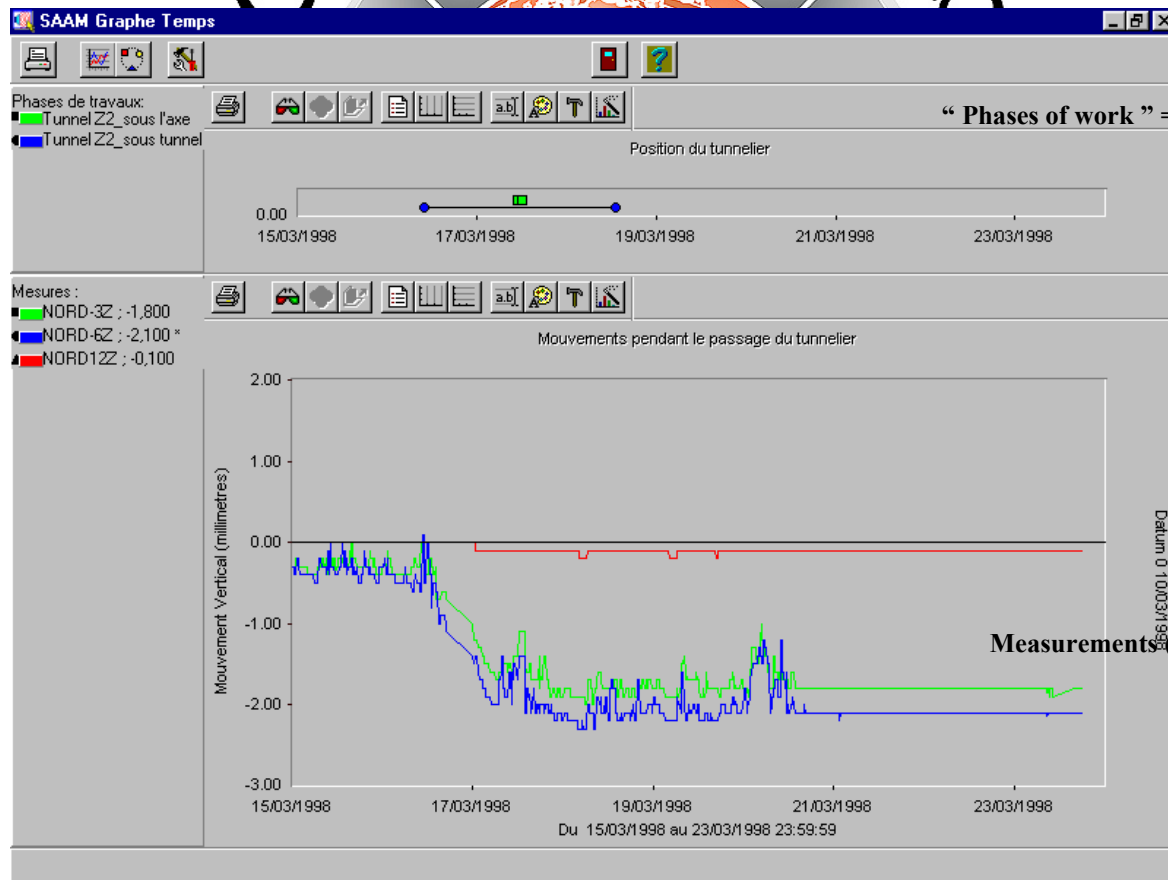 SAAM Graphe Temps
Phases de travaux:
Tunnel Z2_sous l'axe
Tunnel Z2_sous tunnel
a.b
“ Phases of work ” =
Position du tunnelier
0.00
15/03/1998 17/03/1998 19/03/1998 21/03/1998 23/03/1998
Mesures :
NORD-3Z ; -1,800
NORD-6Z ; -2,100 *
NORD12Z ; -0,100
a.b
Mouvements pendant le passage du tunnelier
Mouvement Vertical (millimetres)
2.00
1.00
0.00
-1.00
-2.00
-3.00
Datum 0 10/03/1998
Measurements
15/03/1998 17/03/1998 19/03/1998 21/03/1998 23/03/1998
Du 15/03/1998 au 23/03/1998 23:59:59